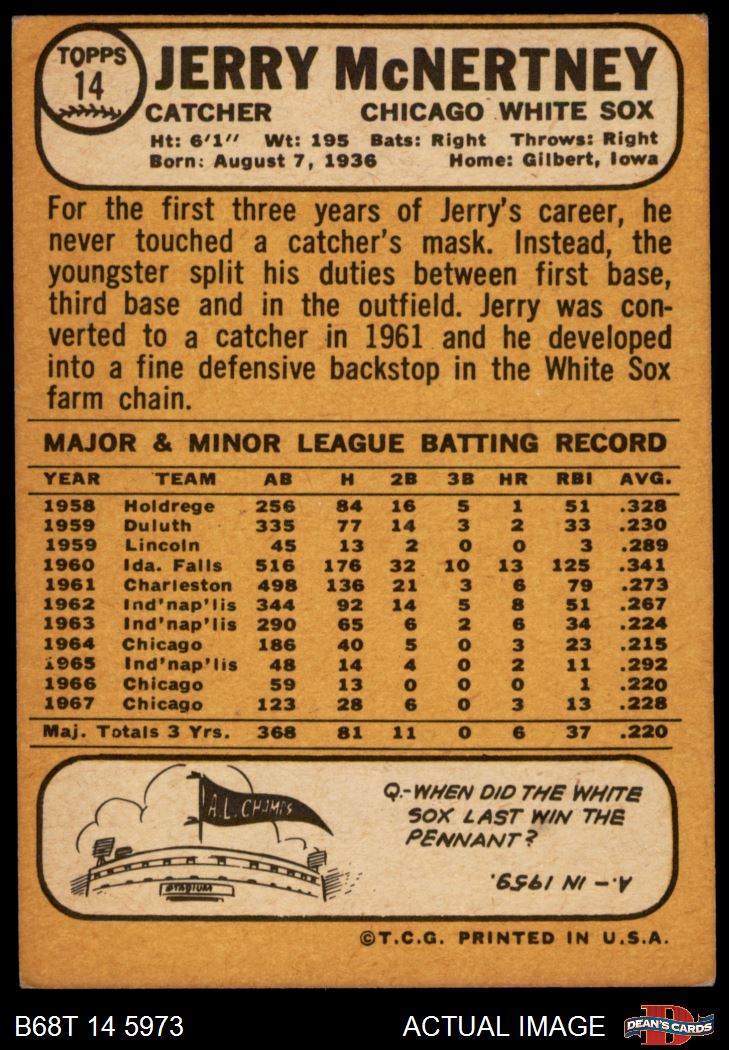 TOPPS
14
JERRY McNERTNEY
CATCHER CHICAGO WHITE SOX
Ht: 6'1" Wt: 195 Bats: Right Throws: Right
Born: August 7, 1936 Home: Gilbert, Iowa
For the first three years of Jerry's career, he
never touched a catcher's mask. Instead, the
youngster split his duties between first base,
third base and in the outfield. Jerry was con-
verted to a catcher in 1961 and he developed
into a fine defensive backstop in the White Sox
farm chain.
MAJOR & MINOR LEAGUE BATTING RECORD
YEAR TEAM AB H 2B 3B HR RBI AVG.
1958 Holdrege 256 84 16 5 1 51 .328
1959 Duluth 335 77 14 3 2 33 .230
1959 Lincoln 45 13 2 0 0 3 .289
1960 Ida. Falls 516 176 32 10 13 125 .341
1961 Charleston 498 136 21 3 6 79 .273
1962 Ind'nap'lis 344 92 14 5 8 51 .267
1963 Ind'nap'lis 290 65 6 2 6 34 .224
1964 Chicago 186 40 5 0 3 23 .215
1965 Ind'nap'lis 48 14 4 0 2 11 .292
1966 Chicago 59 13 0 0 0 1 .220
1967 Chicago 123 28 6 0 3 13 .228
Maj. Totals 3 Yrs. 368 81 11 0 6 37 .220
A.L. CHAMPS
STADIUM
Q.-WHEN DID THE WHITE
SOX LAST WIN THE
PENNANT?
A.- IN 1959.
©T.C.G. PRINTED IN U.S.A.
B68T 14 5973 ACTUAL IMAGE
D
DEAN'S CARDS